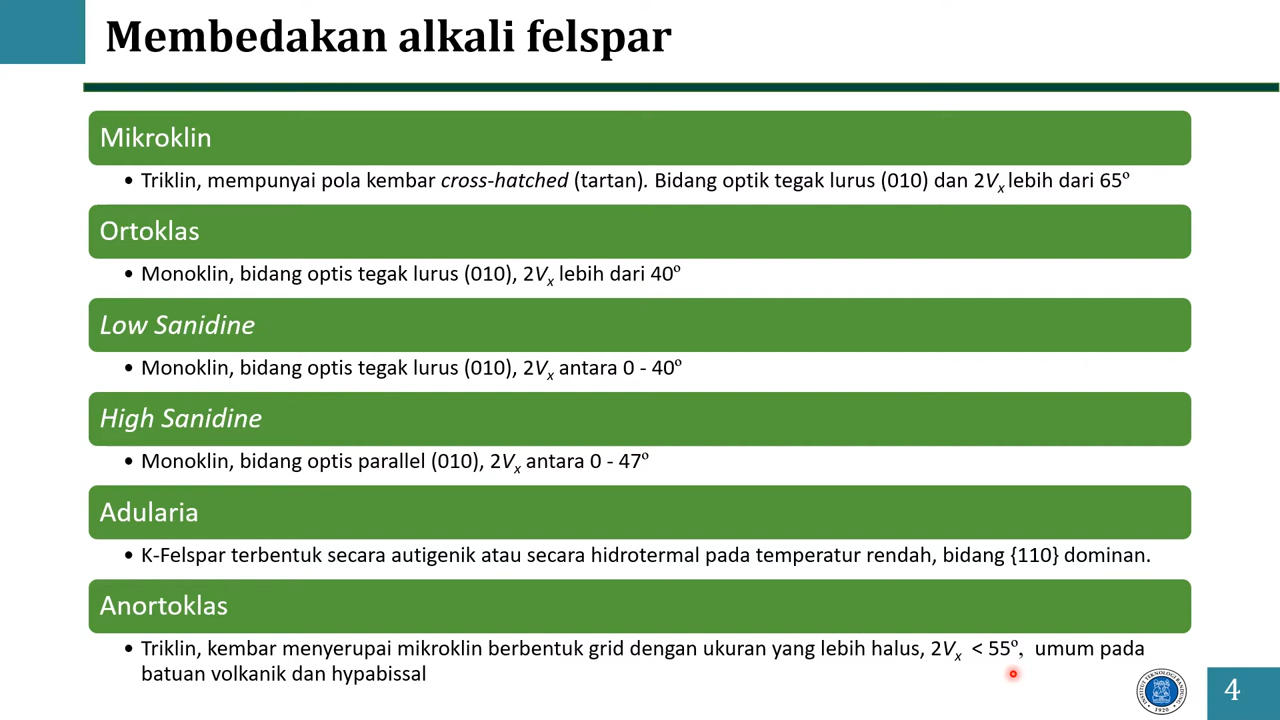 Membedakan alkali felspar
Mikroklin
• Triklin, mempunyai pola kembar cross-hatched (tartan). Bidang optik tegak lurus (010) dan 2Vx lebih dari 65º
Ortoklas
• Monoklin, bidang optis tegak lurus (010), 2Vx lebih dari 40º
Low Sanidine
• Monoklin, bidang optis tegak lurus (010), 2Vx antara 0 - 40º
High Sanidine
• Monoklin, bidang optis parallel (010), 2Vx antara 0 - 47º
Adularia
• K-Felspar terbentuk secara autigenik atau secara hidrotermal pada temperatur rendah, bidang {110} dominan.
Anortoklas
• Triklin, kembar menyerupai mikroklin berbentuk grid dengan ukuran yang lebih halus, 2Vx < 55º, umum pada
batuan volkanik dan hypabissal
INSTITUT TEKNOLOGI BANDUNG
1920
4